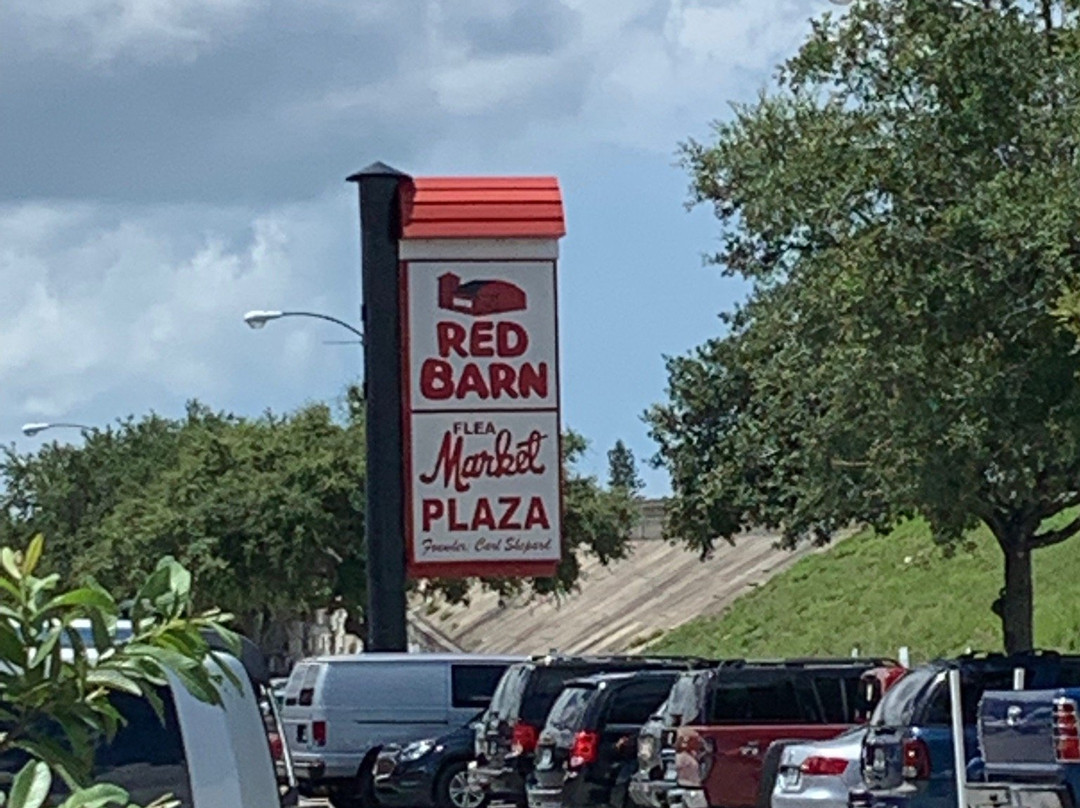 RED
BARN
FLEA
Market
PLAZA
Founder: Carl Shepard